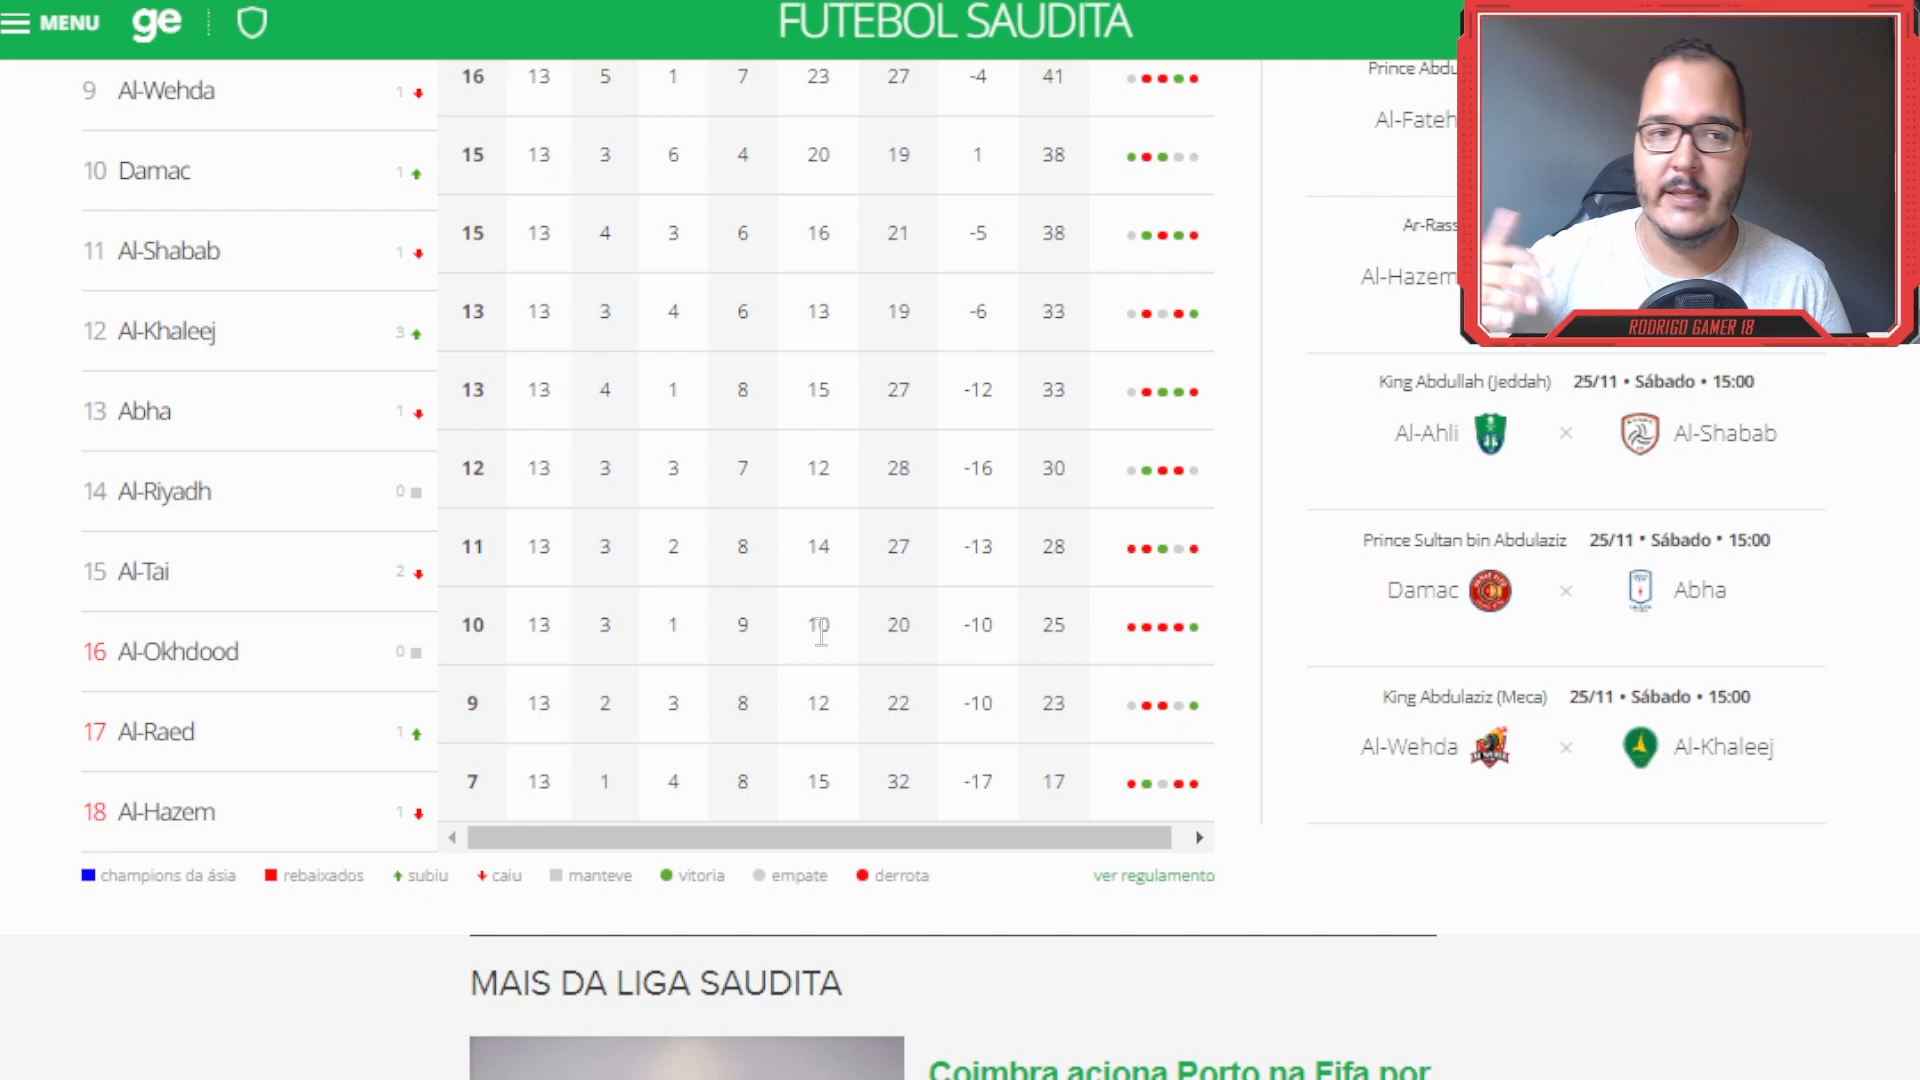 MENU ge FUTEBOL SAUDITA
9 Al-Wehda 1 16 13 5 1 7 23 27 -4 41
10 Damac 1 15 13 3 6 4 20 19 1 38
11 Al-Shabab 1 15 13 4 3 6 16 21 -5 38
12 Al-Khaleej 3 13 13 3 4 6 13 19 -6 33
13 Abha 1 13 13 4 1 8 15 27 -12 33
14 Al-Riyadh 0 12 13 3 3 7 12 28 -16 30
15 Al-Tai 2 11 13 3 2 8 14 27 -13 28
16 Al-Okhdood 0 10 13 3 1 9 10 20 -10 25
17 Al-Raed 1 9 13 2 3 8 12 22 -10 23
18 Al-Hazem 1 7 13 1 4 8 15 32 -17 17
champions da ásia rebaixados subiu caiu manteve vitoria empate derrota ver regulamento
Prince Abdu
Al-Fateh
Ar-Rass
Al-Hazem
RODRIGO GAMER 18
King Abdullah (Jeddah) 25/11 • Sábado • 15:00
Al-Ahli × Al-Shabab
Prince Sultan bin Abdulaziz 25/11 • Sábado • 15:00
Damac × Abha
King Abdulaziz (Meca) 25/11 • Sábado • 15:00
Al-Wehda × Al-Khaleej
MAIS DA LIGA SAUDITA
Coimbra aciona Porto na Fifa por